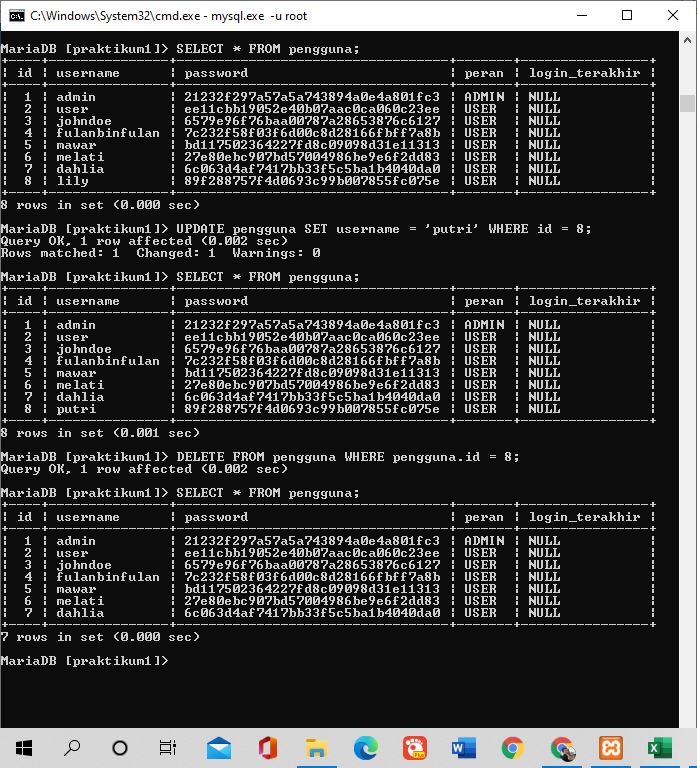 C:\Windows\System32\cmd.exe - mysql.exe -u root
MariaDB [praktikum1]> SELECT * FROM pengguna;
| id | username | password | peran | login_terakhir |
| 1 | admin | 21232f297a57a5a743894a0e4a801fc3 | ADMIN | NULL |
| 2 | user | ee11cbb19052e40b07aac0ca060c23ee | USER | NULL |
| 3 | johndoe | 6579e96f76baa00787a28653876c6127 | USER | NULL |
| 4 | fulanbinfulan | 7c232f58f03f6d00c8d28166fbff7a8b | USER | NULL |
| 5 | mawar | bd117502364227fd8c09098d31e11313 | USER | NULL |
| 6 | melati | 27e80ebc907bd57004986be9e6f2dd83 | USER | NULL |
| 7 | dahlia | 6c063d4af7417bb33f5c5ba1b4040da0 | USER | NULL |
| 8 | lily | 89f288757f4d0693c99b007855fc075e | USER | NULL |
8 rows in set (0.000 sec)
MariaDB [praktikum1]> UPDATE pengguna SET username = 'putri' WHERE id = 8;
Query OK, 1 row affected (0.002 sec)
Rows matched: 1 Changed: 1 Warnings: 0
MariaDB [praktikum1]> SELECT * FROM pengguna;
| id | username | password | peran | login_terakhir |
| 1 | admin | 21232f297a57a5a743894a0e4a801fc3 | ADMIN | NULL |
| 2 | user | ee11cbb19052e40b07aac0ca060c23ee | USER | NULL |
| 3 | johndoe | 6579e96f76baa00787a28653876c6127 | USER | NULL |
| 4 | fulanbinfulan | 7c232f58f03f6d00c8d28166fbff7a8b | USER | NULL |
| 5 | mawar | bd117502364227fd8c09098d31e11313 | USER | NULL |
| 6 | melati | 27e80ebc907bd57004986be9e6f2dd83 | USER | NULL |
| 7 | dahlia | 6c063d4af7417bb33f5c5ba1b4040da0 | USER | NULL |
| 8 | putri | 89f288757f4d0693c99b007855fc075e | USER | NULL |
8 rows in set (0.001 sec)
MariaDB [praktikum1]> DELETE FROM pengguna WHERE pengguna.id = 8;
Query OK, 1 row affected (0.002 sec)
MariaDB [praktikum1]> SELECT * FROM pengguna;
| id | username | password | peran | login_terakhir |
| 1 | admin | 21232f297a57a5a743894a0e4a801fc3 | ADMIN | NULL |
| 2 | user | ee11cbb19052e40b07aac0ca060c23ee | USER | NULL |
| 3 | johndoe | 6579e96f76baa00787a28653876c6127 | USER | NULL |
| 4 | fulanbinfulan | 7c232f58f03f6d00c8d28166fbff7a8b | USER | NULL |
| 5 | mawar | bd117502364227fd8c09098d31e11313 | USER | NULL |
| 6 | melati | 27e80ebc907bd57004986be9e6f2dd83 | USER | NULL |
| 7 | dahlia | 6c063d4af7417bb33f5c5ba1b4040da0 | USER | NULL |
7 rows in set (0.000 sec)
MariaDB [praktikum1]>